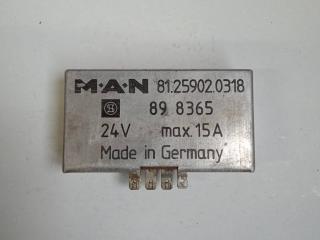 M·A·N 81.25902.0318
89 8365
24V max. 15A
Made in Germany